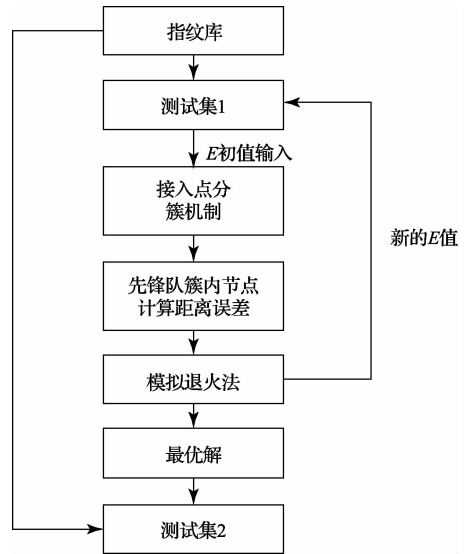 指纹库
测试集1
E初值输入
接入点分
簇机制
新的E值
先锋队簇内节点
计算距离误差
模拟退火法
最优解
测试集2